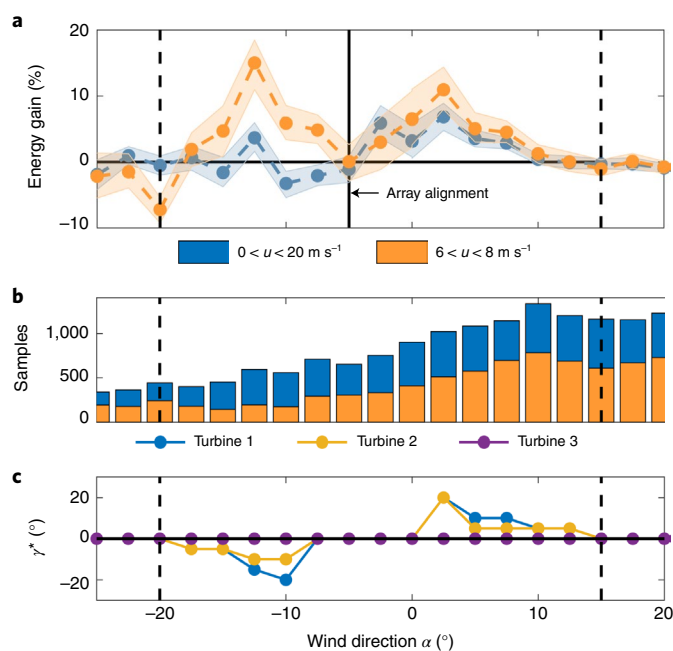 a
20
10
0
−10
Energy gain (%)
Array alignment
0 < u < 20 m s⁻¹ 6 < u < 8 m s⁻¹
b
1,000
500
0
Samples
Turbine 1 Turbine 2 Turbine 3
c
20
0
−20
γ* (°)
−20 −10 0 10 20
Wind direction α (°)